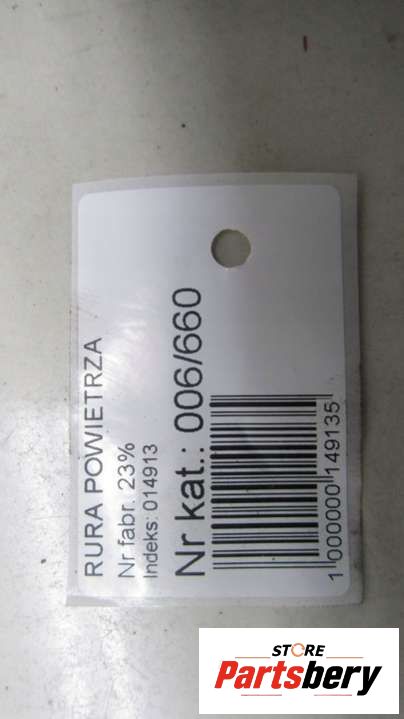 RURA POWIETRZA
Nr fabr. 23%
Indeks: 014913
Nr kat.: 006/660
1 000000 149135
STORE
Partsbery